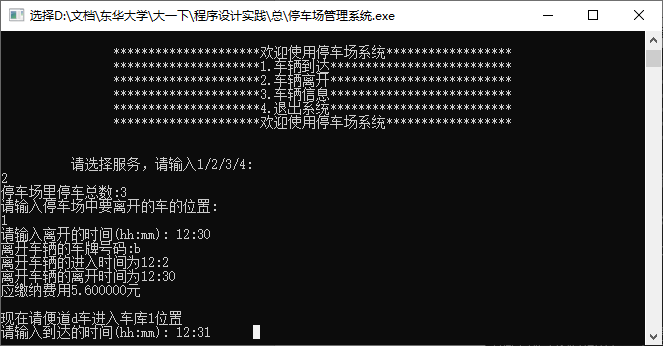 选择D:\文档\东华大学\大一下\程序设计实践\总\停车场管理系统.exe
*********************欢迎使用停车场系统******************
*********************1.车辆到达**************************
*********************2.车辆离开**************************
*********************3.车辆信息**************************
*********************4.退出系统**************************
*********************欢迎使用停车场系统******************
请选择服务，请输入1/2/3/4:
2
停车场里停车总数:3
请输入停车场中要离开的车的位置:
1
请输入离开的时间(hh:mm): 12:30
离开车辆的车牌号码:b
离开车辆的进入时间为12:2
离开车辆的离开时间为12:30
应缴纳费用5.600000元
现在请便道d车进入车库1位置
请输入到达的时间(hh:mm): 12:31